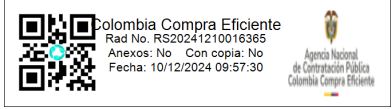 Colombia Compra Eficiente
Rad No. RS20241210016365
Anexos: No Con copia: No
Fecha: 10/12/2024 09:57:30
Agencia Nacional
de Contratación Pública
Colombia Compra Eficiente